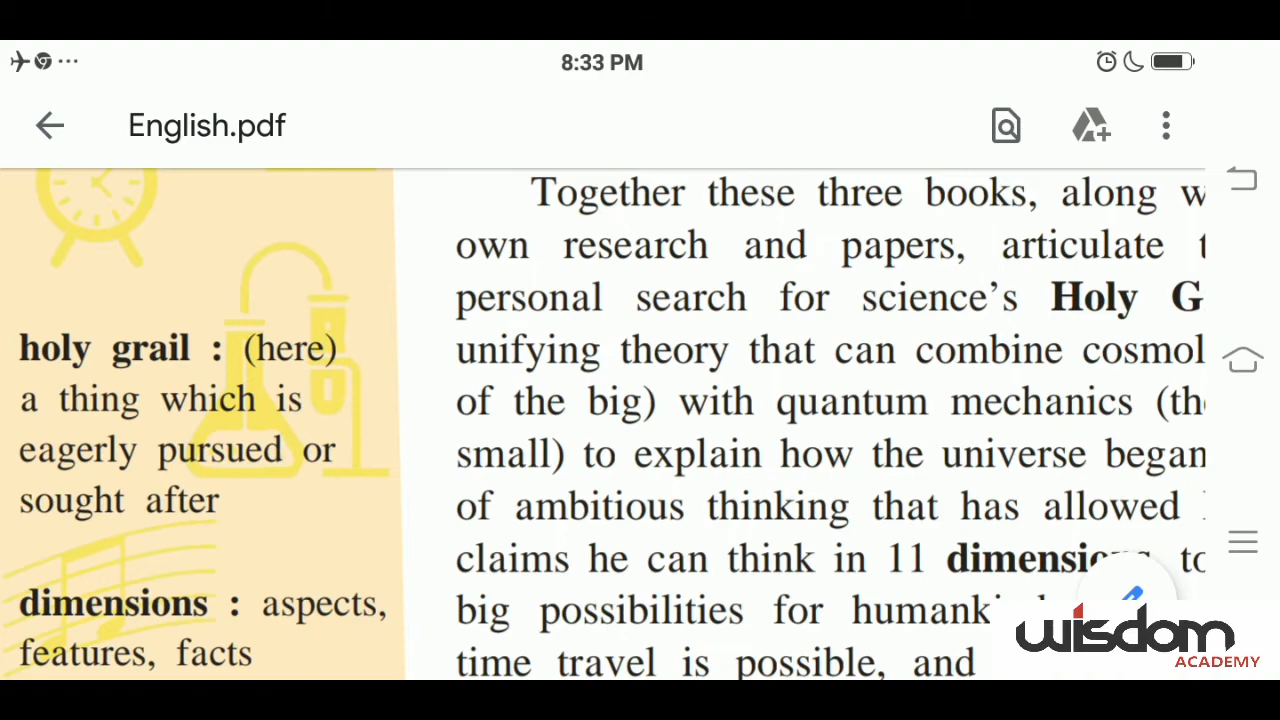 8:33 PM
English.pdf
holy grail : (here)
a thing which is
eagerly pursued or
sought after
dimensions : aspects,
features, facts
Together these three books, along
own research and papers, articulate
personal search for science's Holy G
unifying theory that can combine cosmol
of the big) with quantum mechanics
small) to explain how the universe began
of ambitious thinking that has allowed
claims he can think in 11
big possibilities for
time travel is possible, and
wisdom
ACADEMY